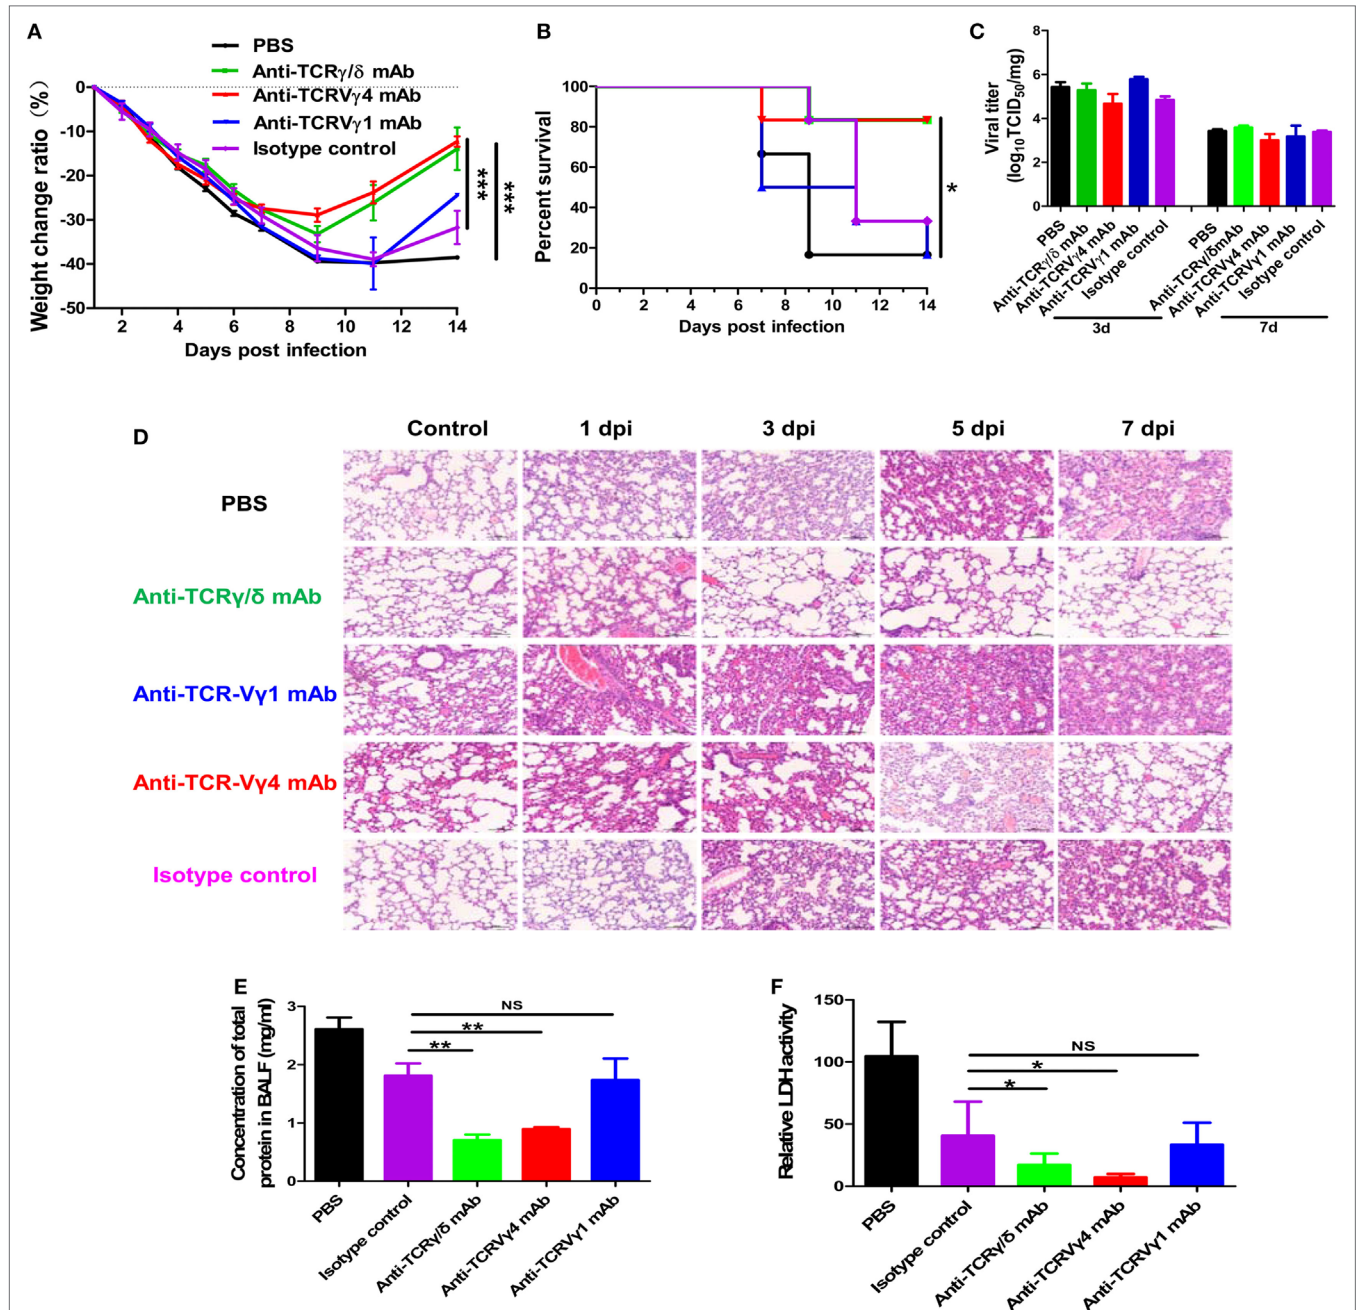 A
PBS
Anti-TCRγ/δ mAb
Anti-TCRVγ4 mAb
Anti-TCRVγ1 mAb
Isotype control
Weight change ratio (%)
0
-10
-20
-30
-40
-50
2 4 6 8 10 12 14
Days post infection
***
***
B
Percent survival
100
80
60
40
20
0
0 2 4 6 8 10 12 14
Days post infection
*
C
Viral titer
(log10 TCID50/mg)
8
6
4
2
0
PBS
Anti-TCRγ/δ mAb
Anti-TCRVγ4 mAb
Anti-TCRVγ1 mAb
Isotype control
3d
PBS
Anti-TCRγ/δmAb
Anti-TCRVγ4 mAb
Anti-TCRVγ1 mAb
Isotype control
7d
D
Control 1 dpi 3 dpi 5 dpi 7 dpi
PBS
Anti-TCRγ/δ mAb
Anti-TCR-Vγ1 mAb
Anti-TCR-Vγ4 mAb
Isotype control
E
Concentration of total
protein in BALF (mg/ml)
3
2
1
0
NS
**
**
PBS
Isotype control
Anti-TCRγ/δ mAb
Anti-TCRVγ4 mAb
Anti-TCRVγ1 mAb
F
Relative LDH activity
150
100
50
0
NS
*
*
PBS
Isotype control
Anti-TCRγ/δ mAb
Anti-TCRVγ4 mAb
Anti-TCRVγ1 mAb